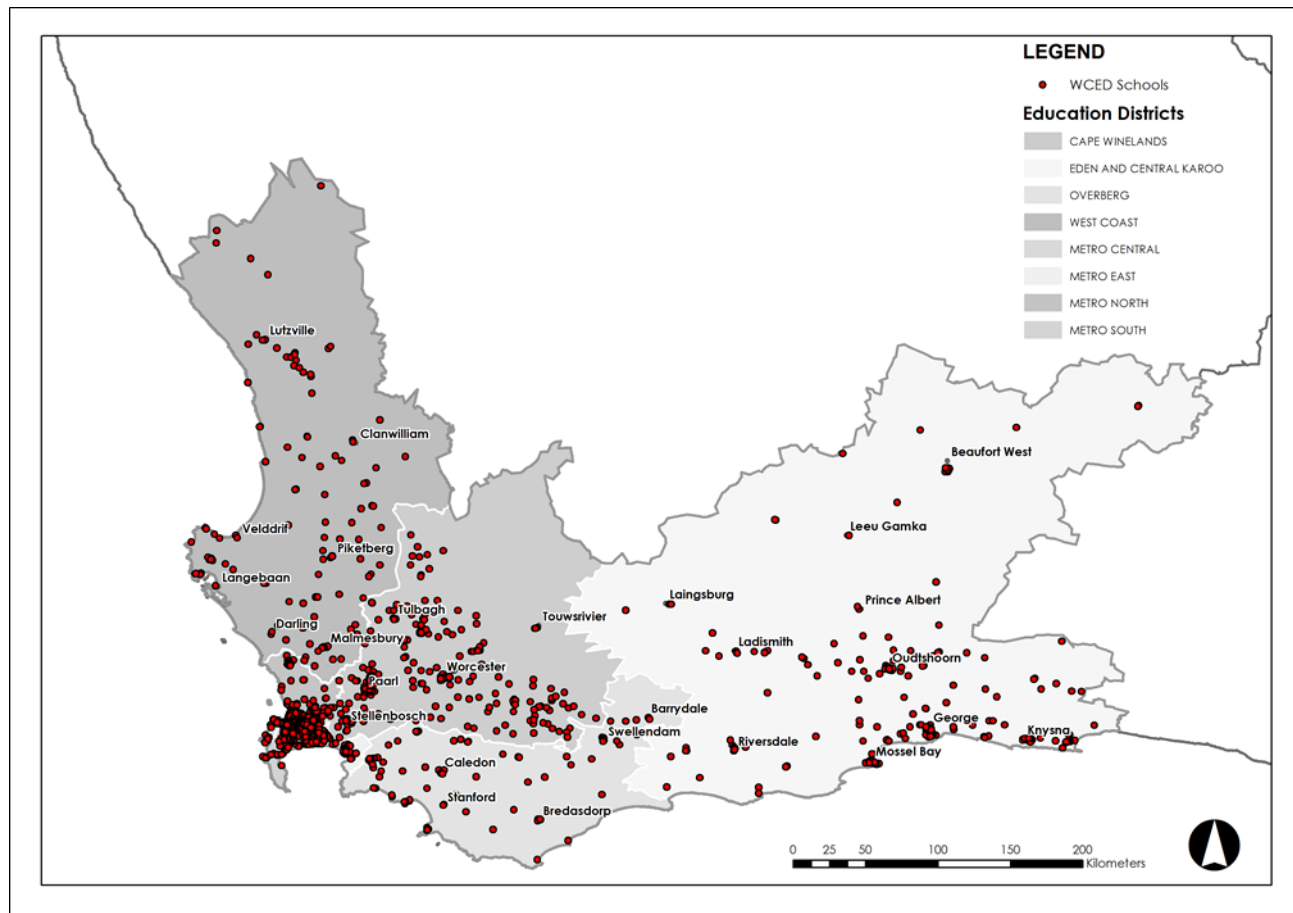 LEGEND
WCED Schools
Education Districts
CAPE WINELANDS
EDEN AND CENTRAL KAROO
OVERBERG
WEST COAST
METRO CENTRAL
METRO EAST
METRO NORTH
METRO SOUTH
Lutzville
Clanwilliam
Beaufort West
Velddrif
Leeu Gamka
Piketberg
Langebaan
Laingsburg
Prince Albert
Tulbagh
Touwsrivier
Darling
Malmesbury
Ladismith
Oudtshoorn
Worcester
Paarl
Barrydale
Stellenbosch
George
Swellendam
Knysna
Riversdale
Mossel Bay
Caledon
Stanford
Bredasdorp
0 25 50 100 150 200
Kilometers